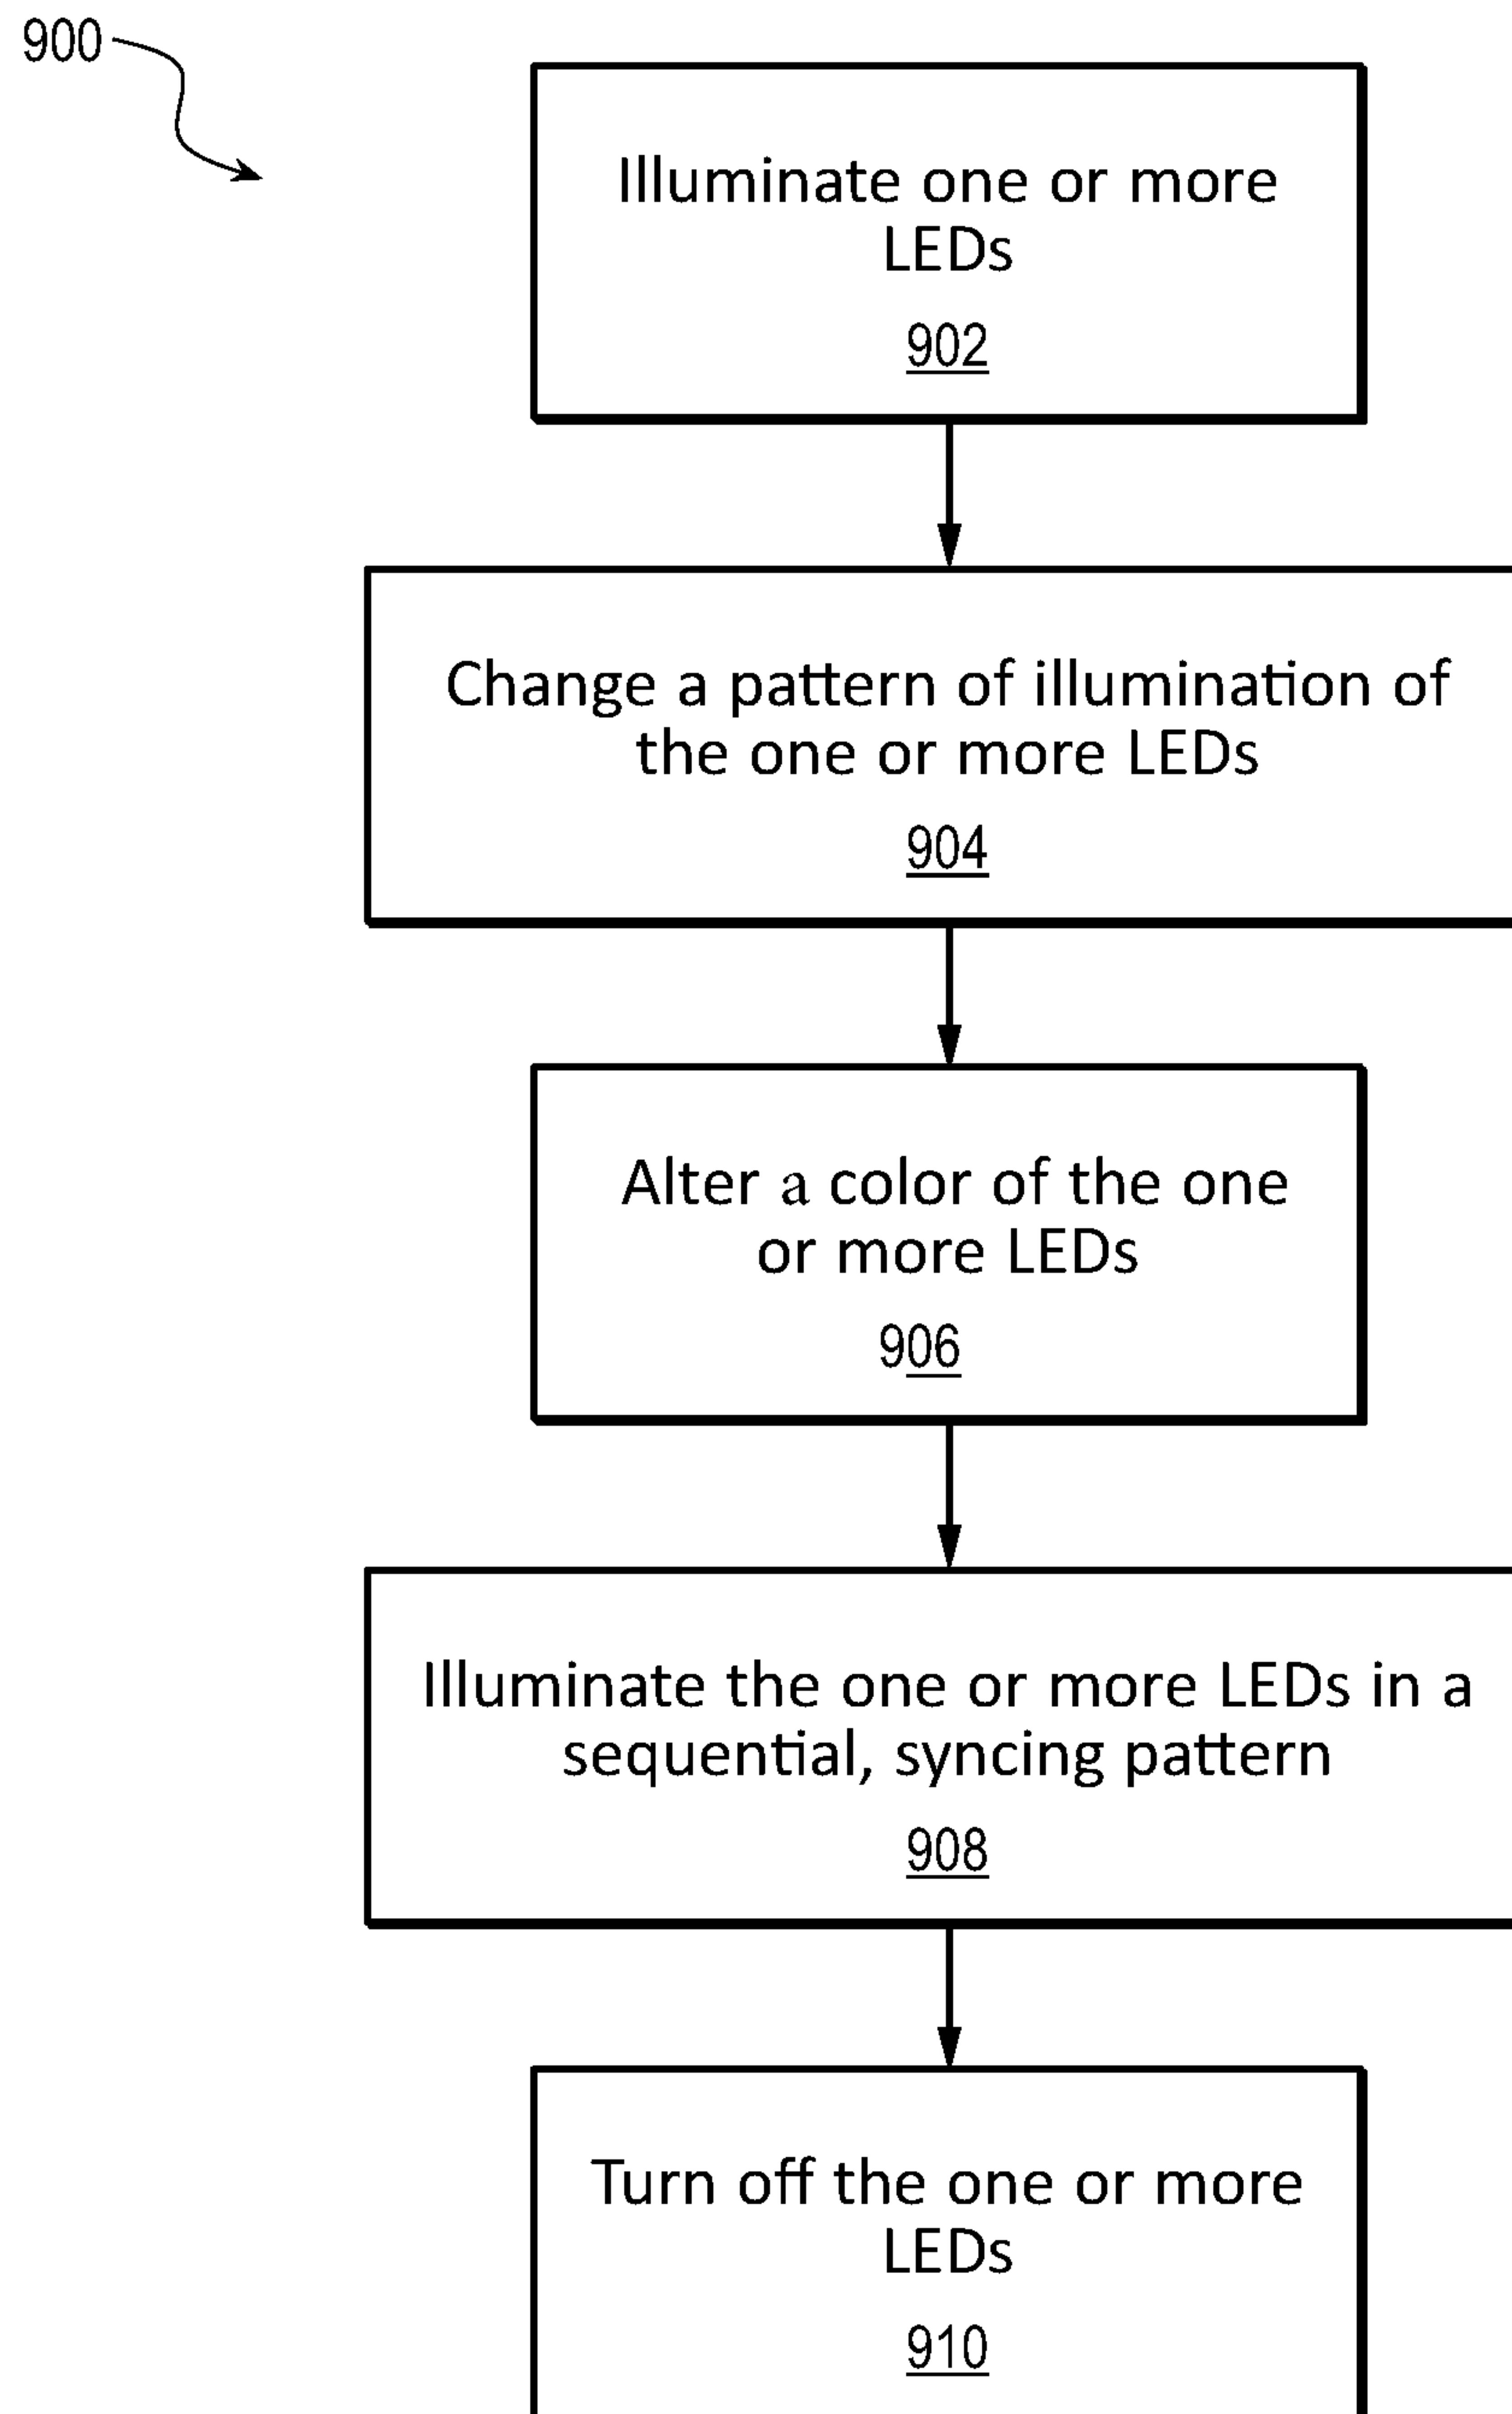 900
Illuminate one or more
LEDs
902
Change a pattern of illumination of
the one or more LEDs
904
Alter a color of the one
or more LEDs
906
Illuminate the one or more LEDs in a
sequential, syncing pattern
908
Turn off the one or more
LEDs
910